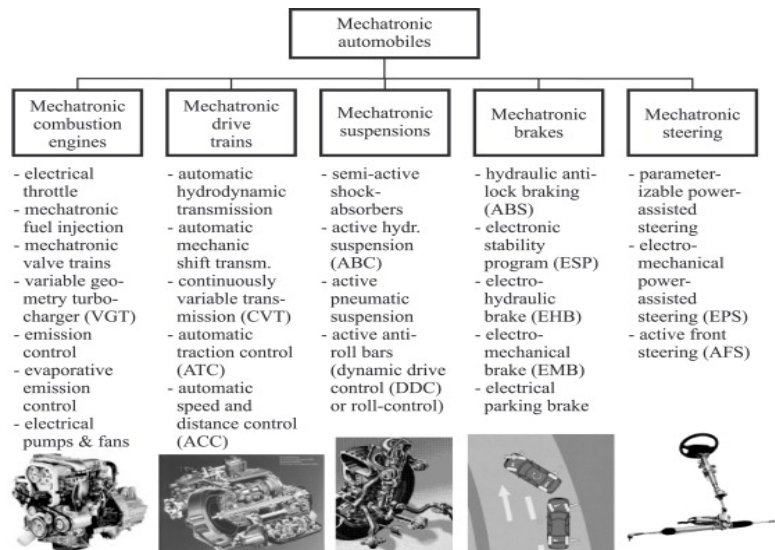 Mechatronic
automobiles
Mechatronic
combustion
engines
- electrical
throttle
- mechatronic
fuel injection
- mechatronic
valve trains
- variable geo-
metry turbo-
charger (VGT)
- emission
control
- evaporative
emission
control
- electrical
pumps & fans
Mechatronic
drive
trains
- automatic
hydrodynamic
transmission
- automatic
mechanic
shift transm.
- continuously
variable trans-
mission (CVT)
- automatic
traction control
(ATC)
- automatic
speed and
distance control
(ACC)
Mechatronic
suspensions
- semi-active
shock-
absorbers
- active hydr.
suspension
(ABC)
- active
pneumatic
suspension
- active anti-
roll bars
(dynamic drive
control (DDC)
or roll-control)
Mechatronic
brakes
- hydraulic anti-
lock braking
(ABS)
- electronic
stability
program (ESP)
- electro-
hydraulic
brake (EHB)
- electro-
mechanical
brake (EMB)
- electrical
parking brake
Mechatronic
steering
- parameter-
izable power-
assisted
steering
- electro-
mechanical
power-
assisted
steering (EPS)
- active front
steering (AFS)